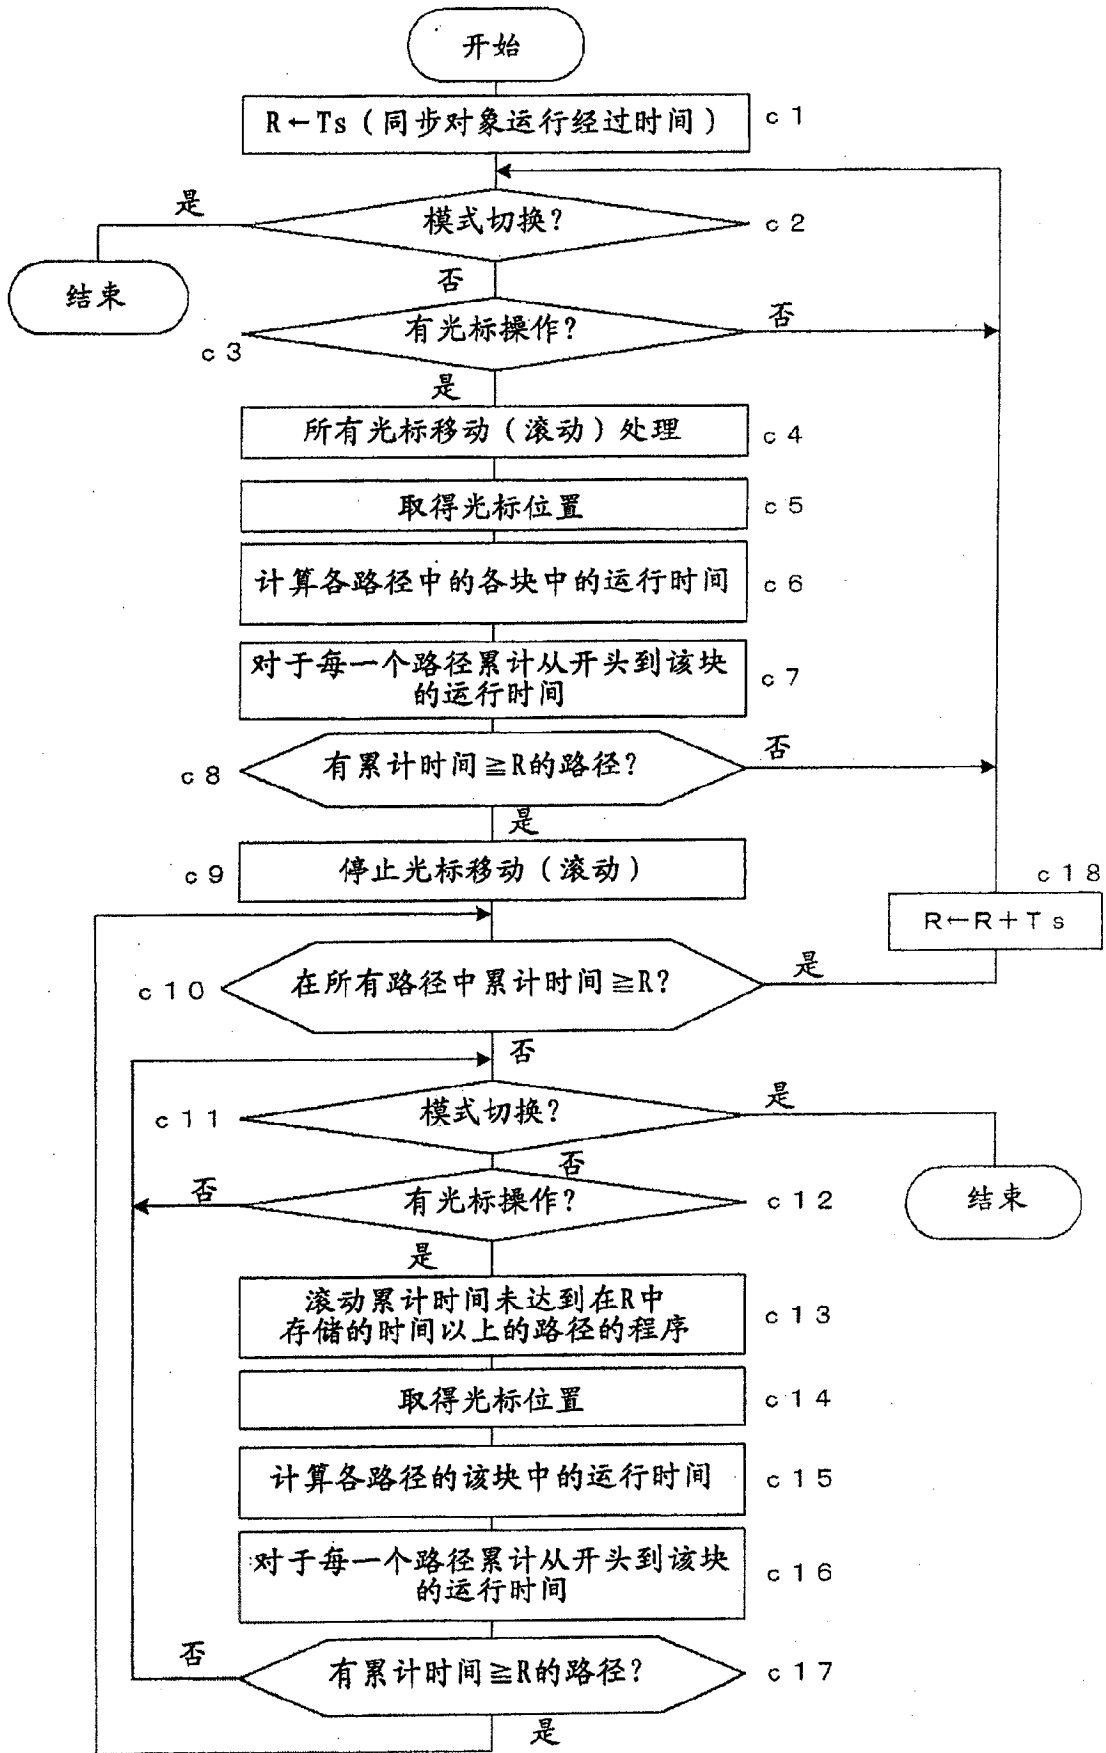 开始
R←Ts（同步对象运行经过时间）
c1
是
模式切换？
c2
结束
否
有光标操作？
否
c3
是
所有光标移动（滚动）处理
c4
取得光标位置
c5
计算各路径中的各块中的运行时间
c6
对于每一个路径累计从开头到该块
的运行时间
c7
有累计时间≧R的路径？
否
c8
是
停止光标移动（滚动）
c9
c18
R←R+Ts
在所有路径中累计时间≧R？
是
c10
否
模式切换？
是
c11
否
否
有光标操作？
c12
结束
是
滚动累计时间未达到在R中
存储的时间以上的路径的程序
c13
取得光标位置
c14
计算各路径的该块中的运行时间
c15
对于每一个路径累计从开头到该块
的运行时间
c16
否
有累计时间≧R的路径？
c17
是